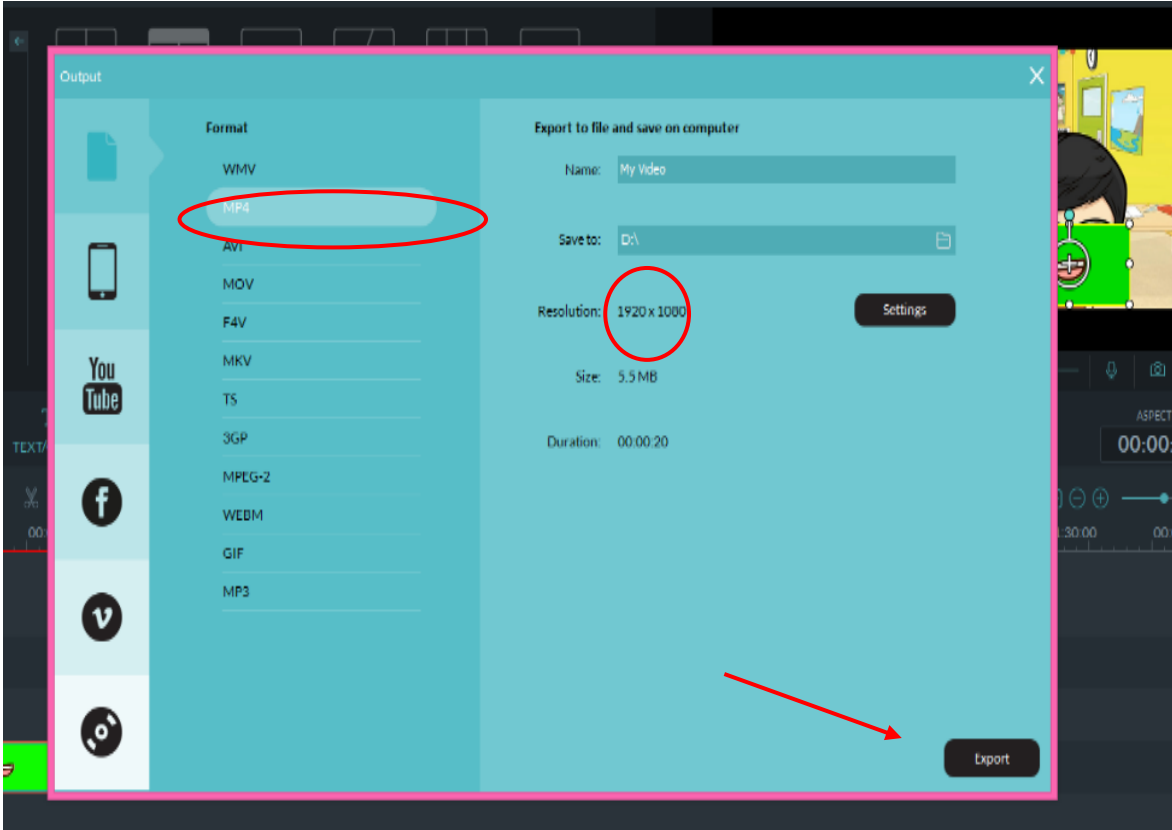 Output
X
Format
WMV
MP4
AVI
MOV
F4V
MKV
TS
3GP
MPEG-2
WEBM
GIF
MP3
Export to file and save on computer
Name: My Video
Save to: D:\
Resolution: 1920 x 1080
Settings
Size: 5.5 MB
Duration: 00:00:20
Export
You
Tube
f
v
TEXT/
00:
ASPECT
00:00:
:30:00
00: